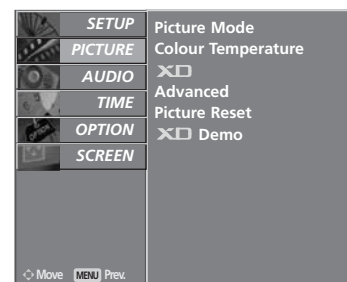 SETUP
PICTURE
AUDIO
TIME
OPTION
SCREEN
Move MENU Prev.
Picture Mode
Colour Temperature
XD
Advanced
Picture Reset
XD Demo